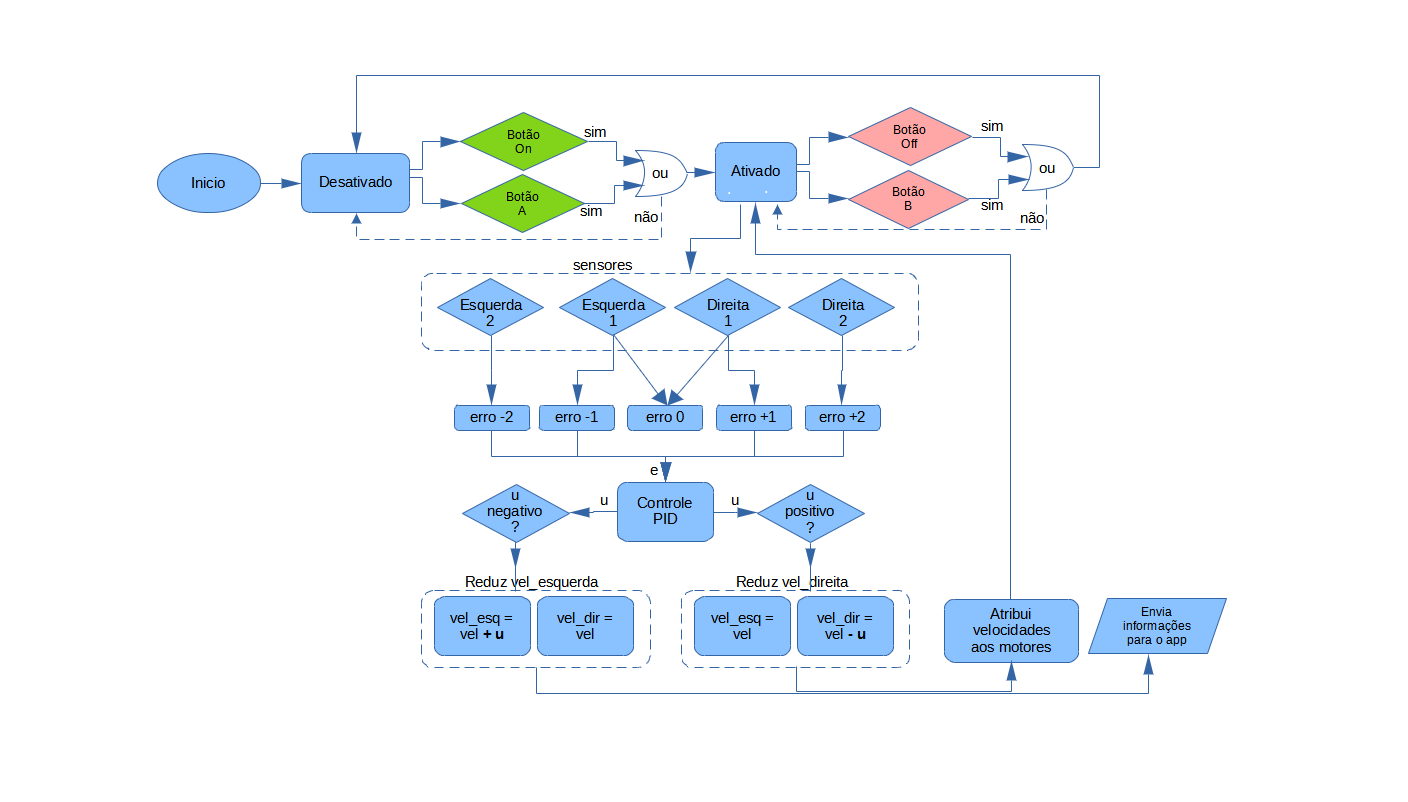 Inicio
Desativado
Botão
On
sim
Botão
A
sim
ou
não
Ativado
Botão
Off
sim
Botão
B
sim
ou
não
sensores
Esquerda
2
Esquerda
1
Direita
1
Direita
2
erro -2
erro -1
erro 0
erro +1
erro +2
e
u
negativo
?
u
Controle
PID
u
u
positivo
?
Reduz vel_esquerda
vel_esq =
vel + u
vel_dir =
vel
Reduz vel_direita
vel_esq =
vel
vel_dir =
vel - u
Atribui
velocidades
aos motores
Envia
informações
para o app